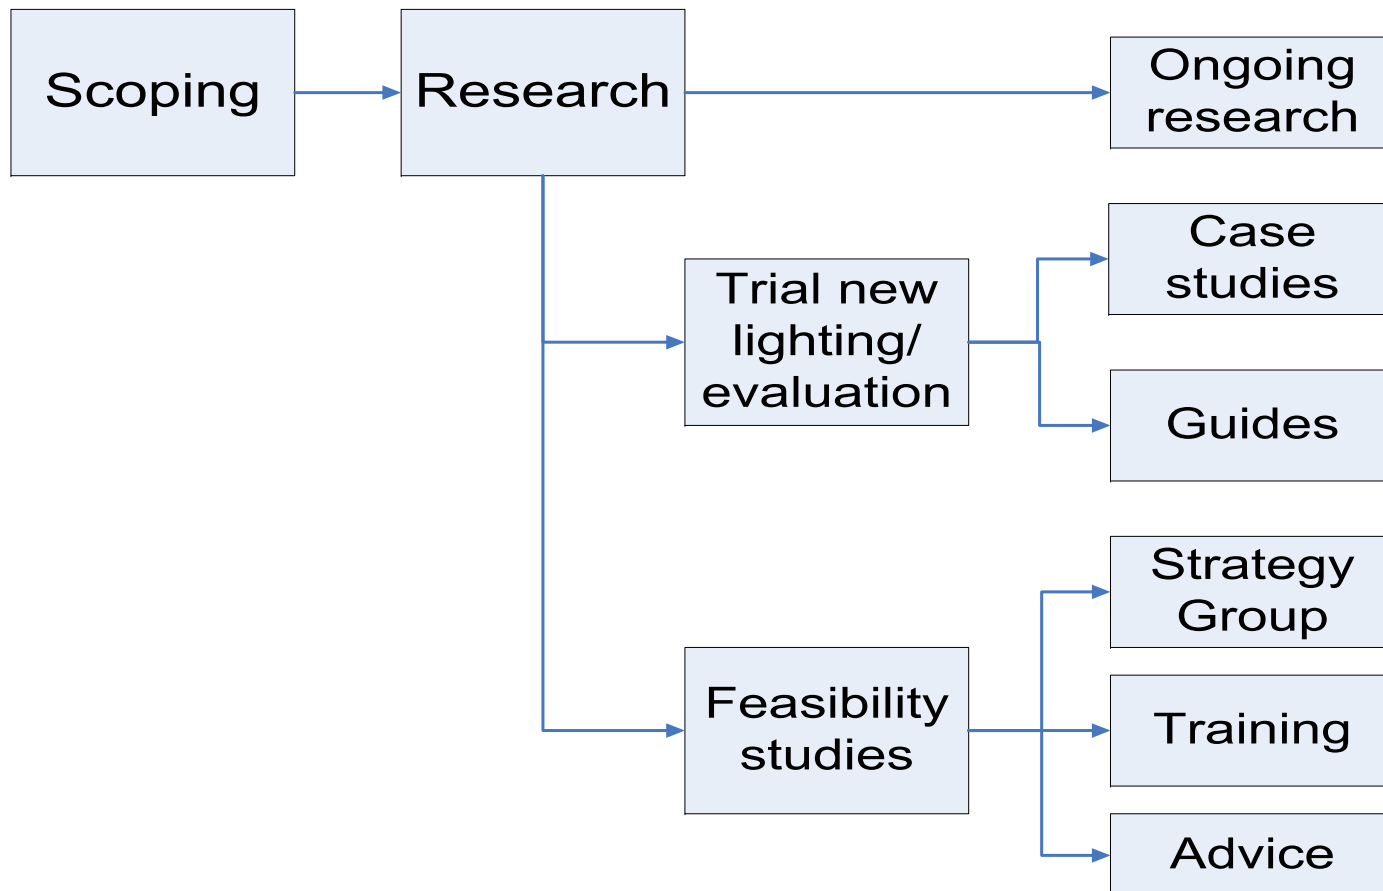 Scoping
Research
Ongoing
research
Case
studies
Trial new
lighting/
evaluation
Guides
Strategy
Group
Feasibility
studies
Training
Advice